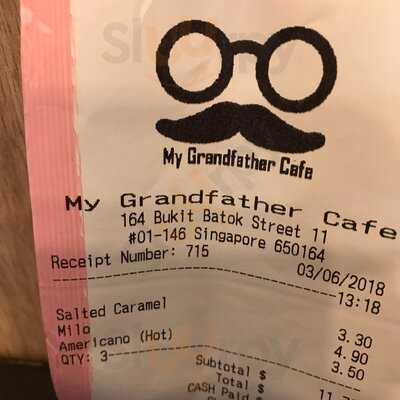 My Grandfather Cafe
My Grandfather Cafe
164 Bukit Batok Street 11
#01-146 Singapore 650164
Receipt Number: 715
03/06/2018
13:18
Salted Caramel 3.30
Milo 4.90
Americano (Hot) 3.50
QTY: 3
Subtotal $
Total $
CASH Paid $